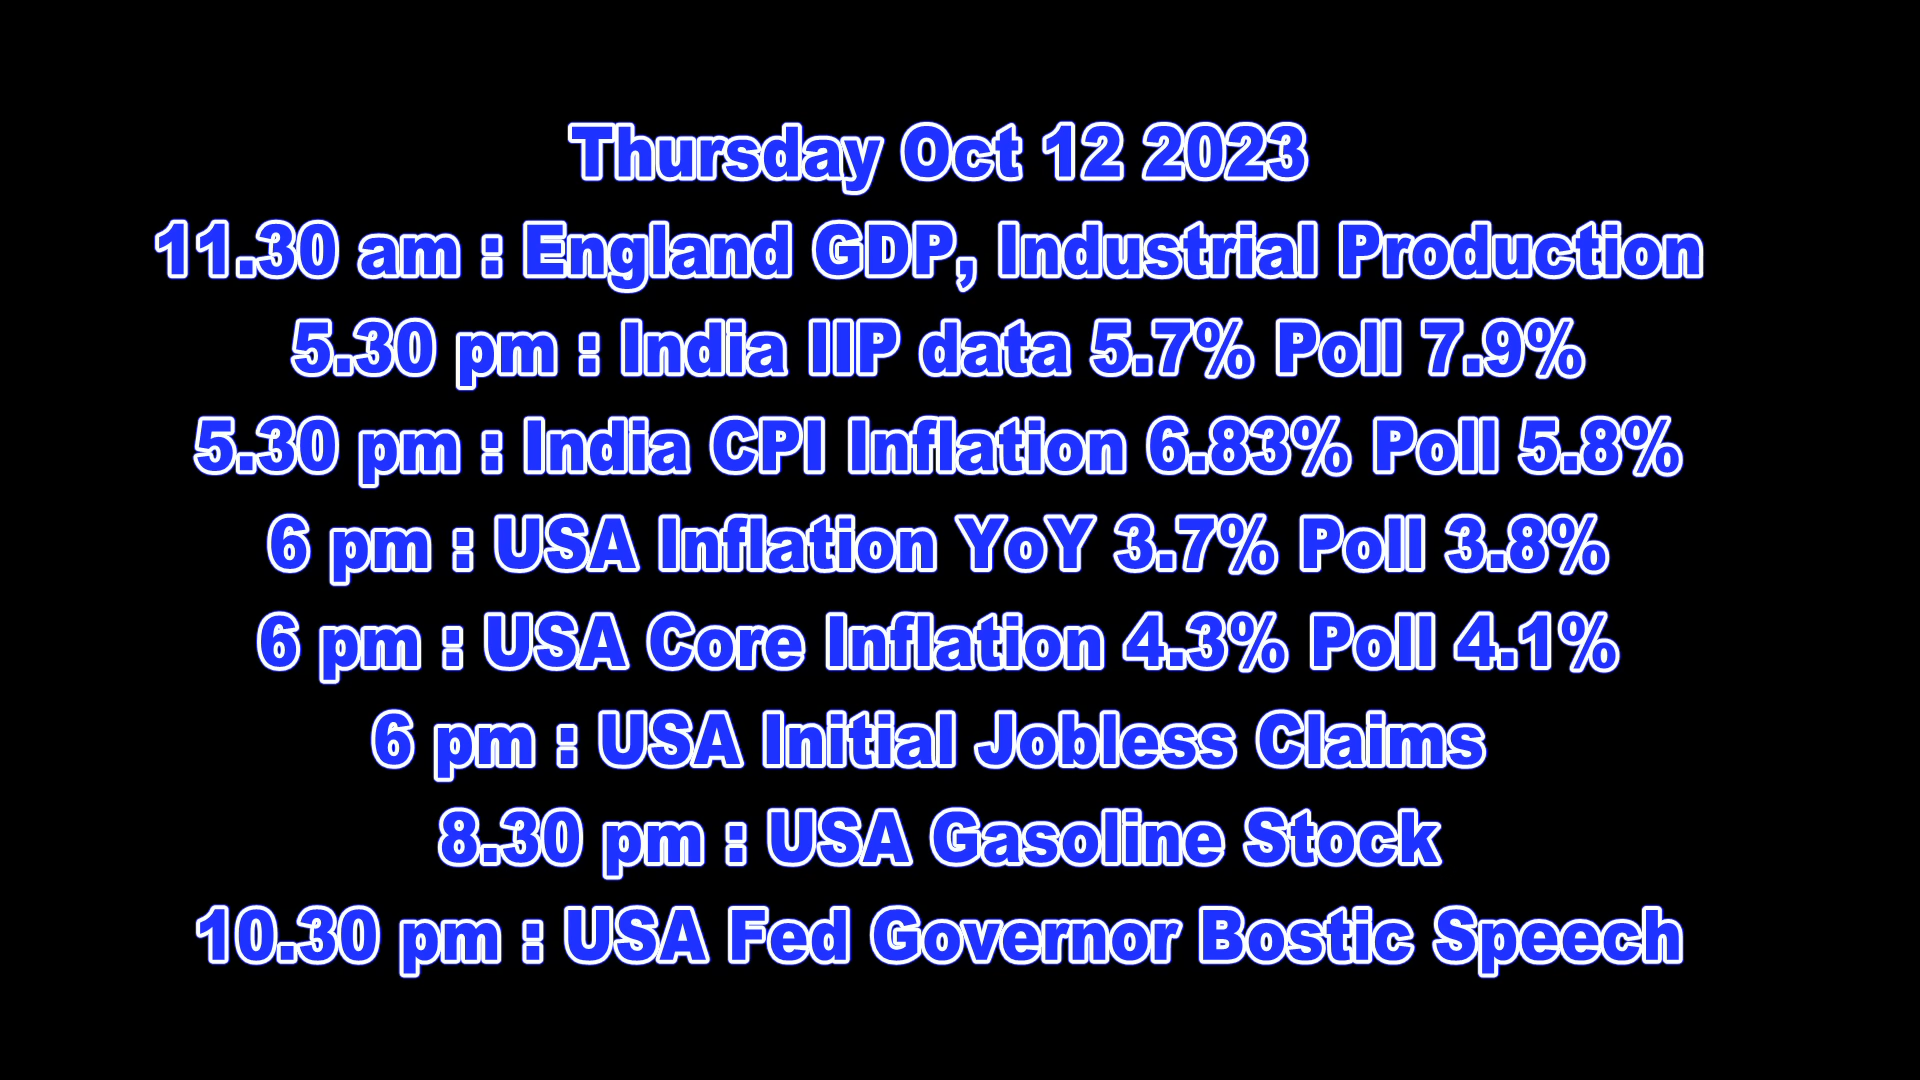 Thursday Oct 12 2023
11.30 am : England GDP, Industrial Production
5.30 pm : India IIP data 5.7% Poll 7.9%
5.30 pm : India CPI Inflation 6.83% Poll 5.8%
6 pm : USA Inflation YoY 3.7% Poll 3.8%
6 pm : USA Core Inflation 4.3% Poll 4.1%
6 pm : USA Initial Jobless Claims
8.30 pm : USA Gasoline Stock
10.30 pm : USA Fed Governor Bostic Speech